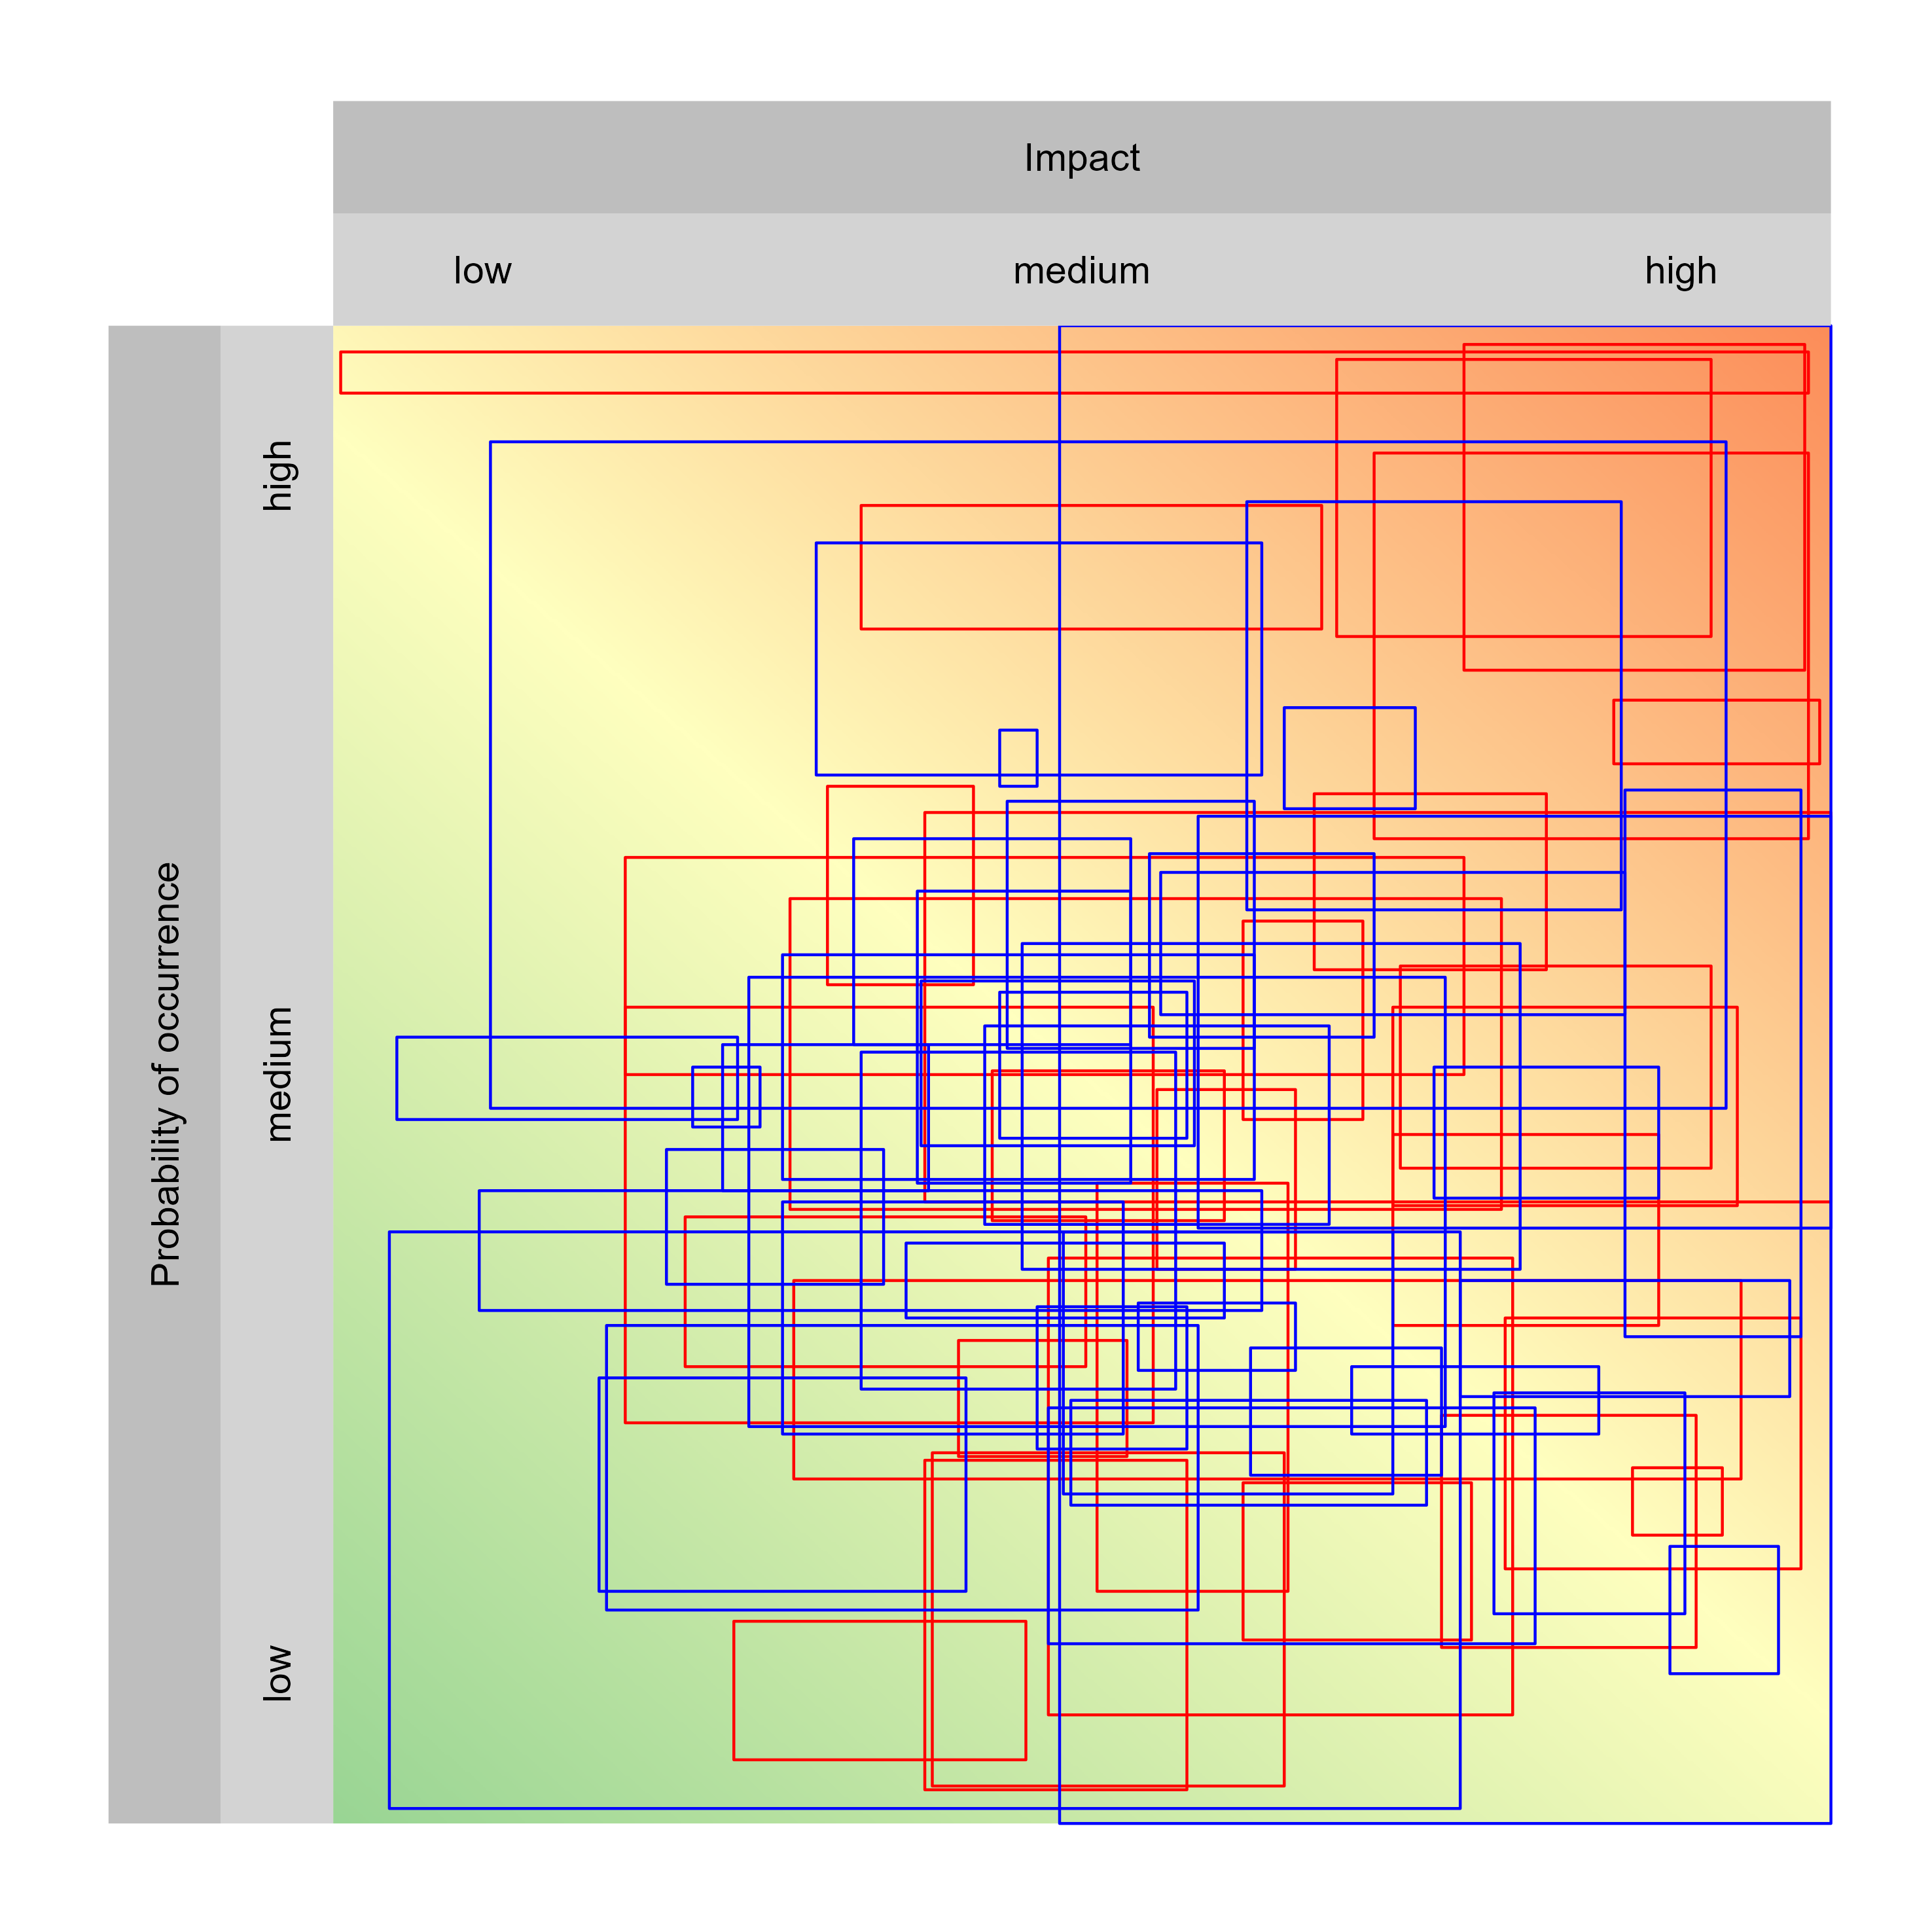 Impact
low medium high
Probability of occurrence
high
medium
low